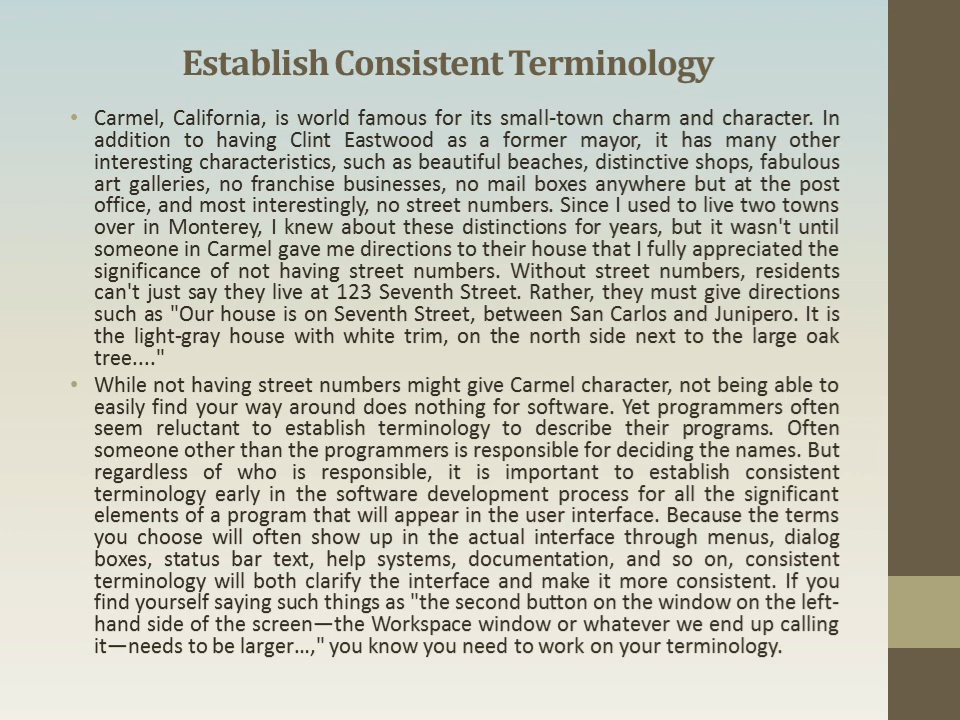 Establish Consistent Terminology
• Carmel, California, is world famous for its small-town charm and character. In
addition to having Clint Eastwood as a former mayor, it has many other
interesting characteristics, such as beautiful beaches, distinctive shops, fabulous
art galleries, no franchise businesses, no mail boxes anywhere but at the post
office, and most interestingly, no street numbers. Since I used to live two towns
over in Monterey, I knew about these distinctions for years, but it wasn't until
someone in Carmel gave me directions to their house that I fully appreciated the
significance of not having street numbers. Without street numbers, residents
can't just say they live at 123 Seventh Street. Rather, they must give directions
such as "Our house is on Seventh Street, between San Carlos and Junipero. It is
the light-gray house with white trim, on the north side next to the large oak
tree...."
• While not having street numbers might give Carmel character, not being able to
easily find your way around does nothing for software. Yet programmers often
seem reluctant to establish terminology to describe their programs. Often
someone other than the programmers is responsible for deciding the names. But
regardless of who is responsible, it is important to establish consistent
terminology early in the software development process for all the significant
elements of a program that will appear in the user interface. Because the terms
you choose will often show up in the actual interface through menus, dialog
boxes, status bar text, help systems, documentation, and so on, consistent
terminology will both clarify the interface and make it more consistent. If you
find yourself saying such things as "the second button on the window on the left-
hand side of the screen—the Workspace window or whatever we end up calling
it—needs to be larger…," you know you need to work on your terminology.